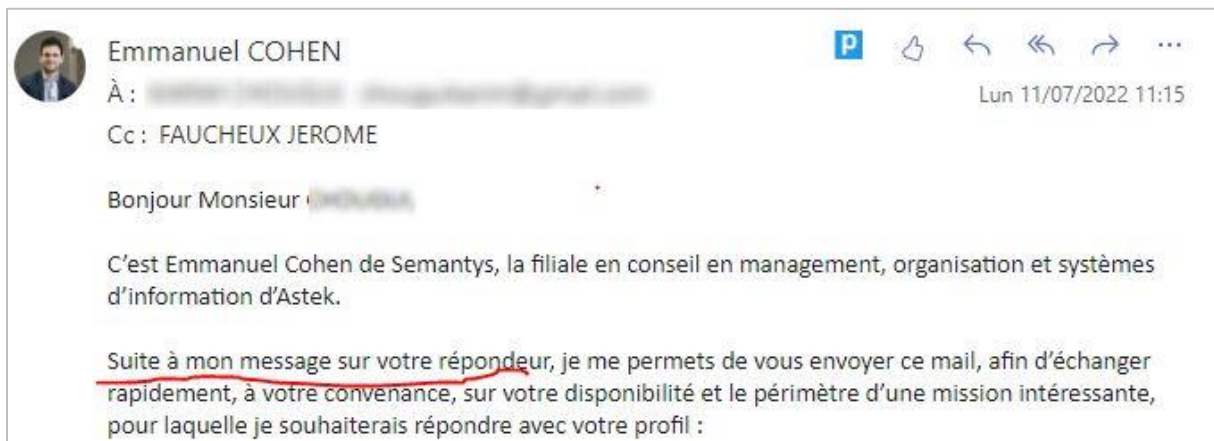 Emmanuel COHEN
À :
Lun 11/07/2022 11:15
Cc : FAUCHEUX JEROME
Bonjour Monsieur
C’est Emmanuel Cohen de Semantys, la filiale en conseil en management, organisation et systèmes
d’information d’Astek.
Suite à mon message sur votre répondeur, je me permets de vous envoyer ce mail, afin d’échanger
rapidement, à votre convenance, sur votre disponibilité et le périmètre d’une mission intéressante,
pour laquelle je souhaiterais répondre avec votre profil :